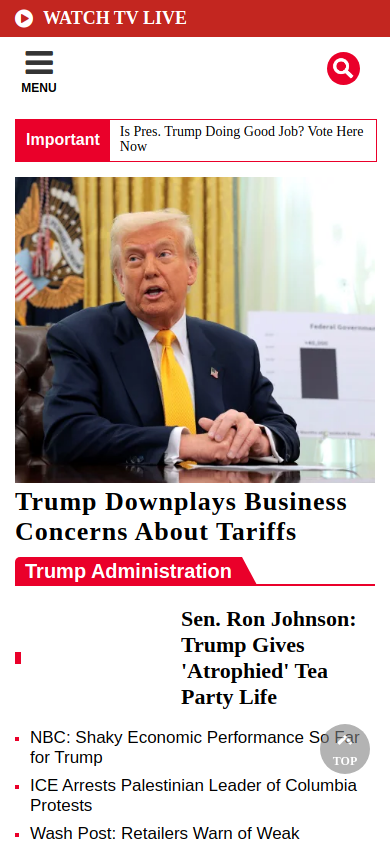 WATCH TV LIVE
MENU
Important
Is Pres. Trump Doing Good Job? Vote Here
Now
Federal Governmen
Trump Downplays Business
Concerns About Tariffs
Trump Administration
Sen. Ron Johnson:
Trump Gives
'Atrophied' Tea
Party Life
NBC: Shaky Economic Performance So Far
for Trump
TOP
ICE Arrests Palestinian Leader of Columbia
Protests
Wash Post: Retailers Warn of Weak